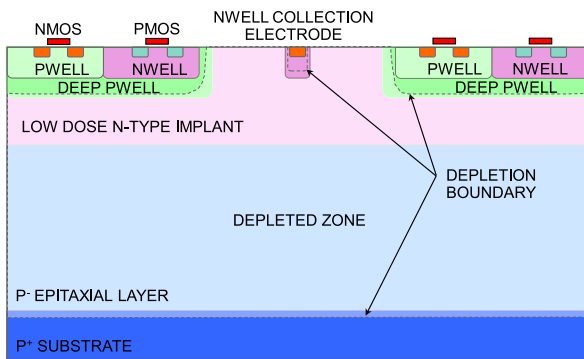 NWELL COLLECTION
ELECTRODE
NMOS
PMOS
PWELL
NWELL
DEEP PWELL
PWELL
NWELL
DEEP PWELL
LOW DOSE N-TYPE IMPLANT
DEPLETION
BOUNDARY
DEPLETED ZONE
P⁻ EPITAXIAL LAYER
P⁺ SUBSTRATE